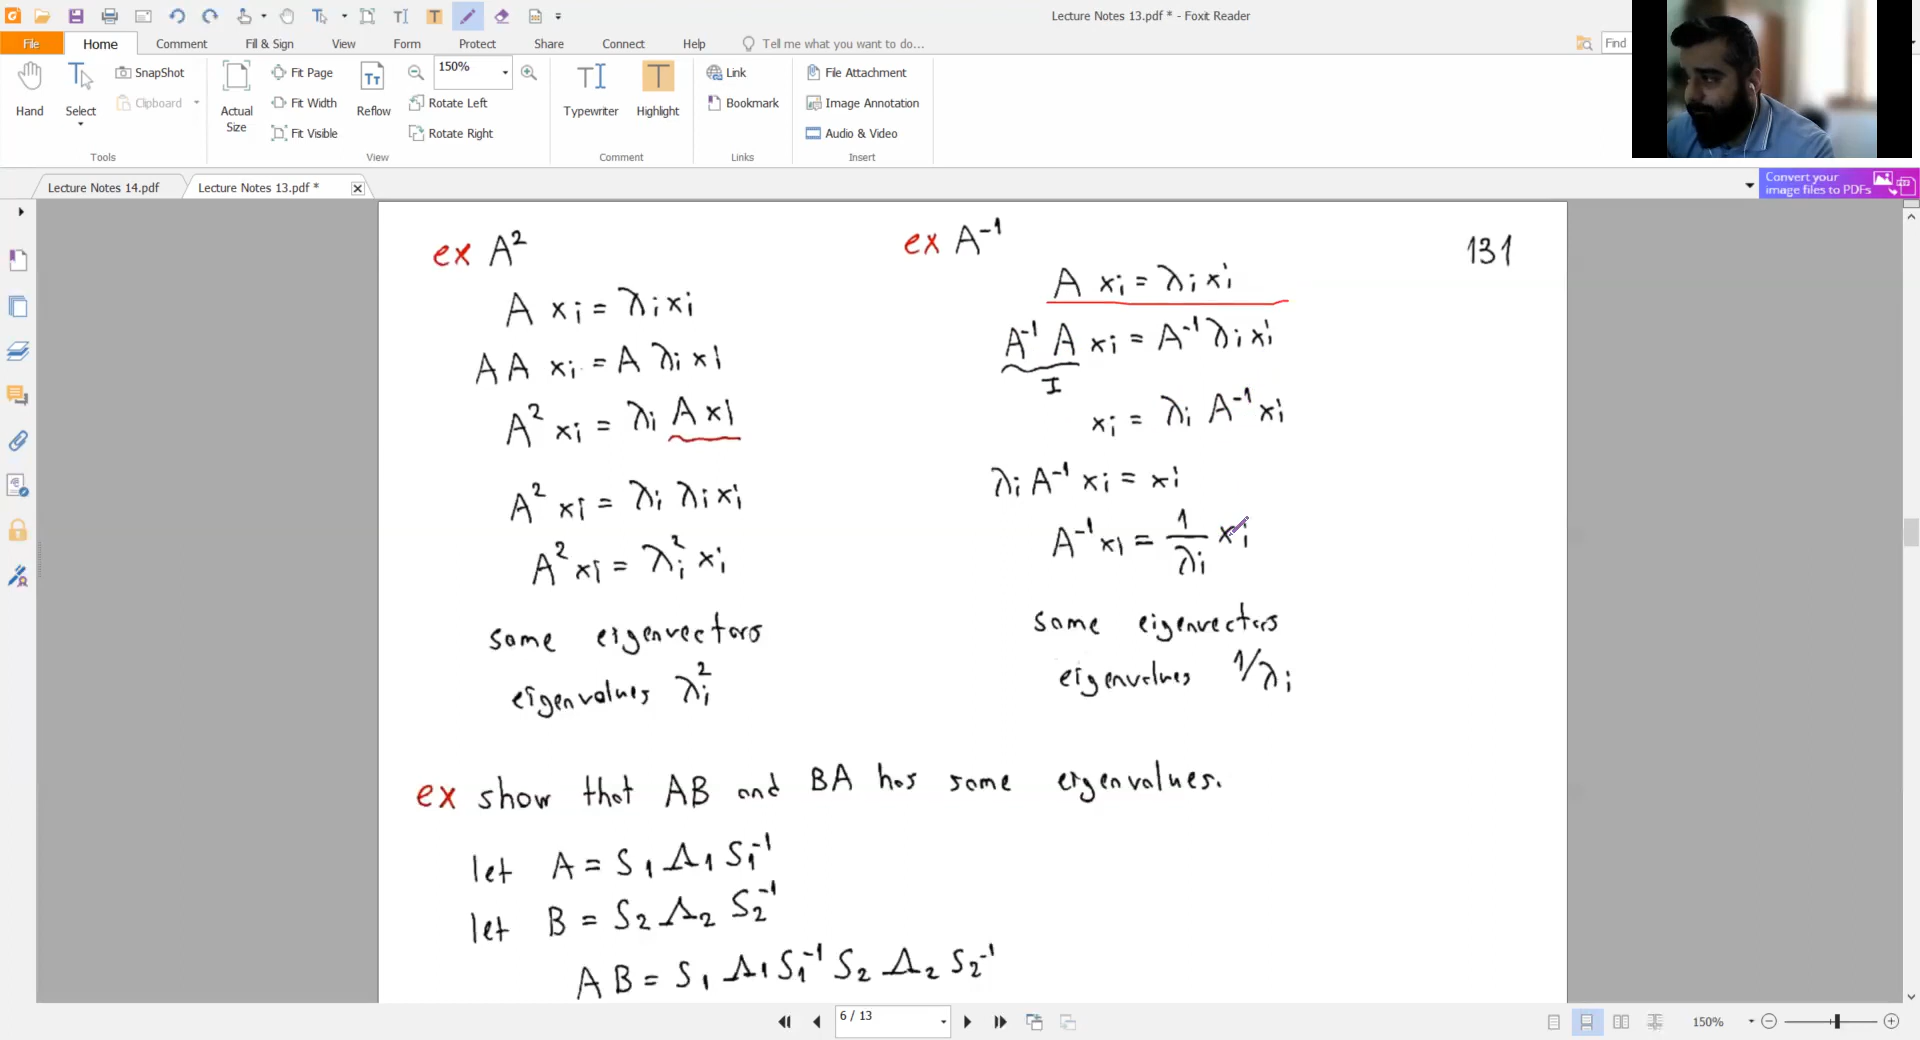 Lecture Notes 13.pdf * - Foxit Reader
File
Home
Comment
Fill & Sign
View
Form
Protect
Share
Connect
Help
Tell me what you want to do...
Find
Hand
Select
SnapShot
Clipboard
Actual Size
Fit Page
Fit Width
Fit Visible
Reflow
150%
Rotate Left
Rotate Right
Typewriter
Highlight
Link
Bookmark
File Attachment
Image Annotation
Audio & Video
Tools
View
Comment
Links
Insert
Lecture Notes 14.pdf
Lecture Notes 13.pdf *
Convert your
image files to PDFs
131
ex A²
A xi = λi xi
A A xi = A λi xi
A² xi = λi A xi
A² xi = λi λi xi
A² xi = λi² xi
same eigenvectors
eigenvalues λi²
ex A⁻¹
A xi = λi xi
A⁻¹ A xi = A⁻¹ λi xi
I
xi = λi A⁻¹ xi
λi A⁻¹ xi = xi
A⁻¹ xi = 1/λi xi
same eigenvectors
eigenvalues 1/λi
ex show that AB and BA has same eigenvalues.
let A = S₁ Λ₁ S₁⁻¹
let B = S₂ Λ₂ S₂⁻¹
A B = S₁ Λ₁ S₁⁻¹ S₂ Λ₂ S₂⁻¹
6 / 13
150%